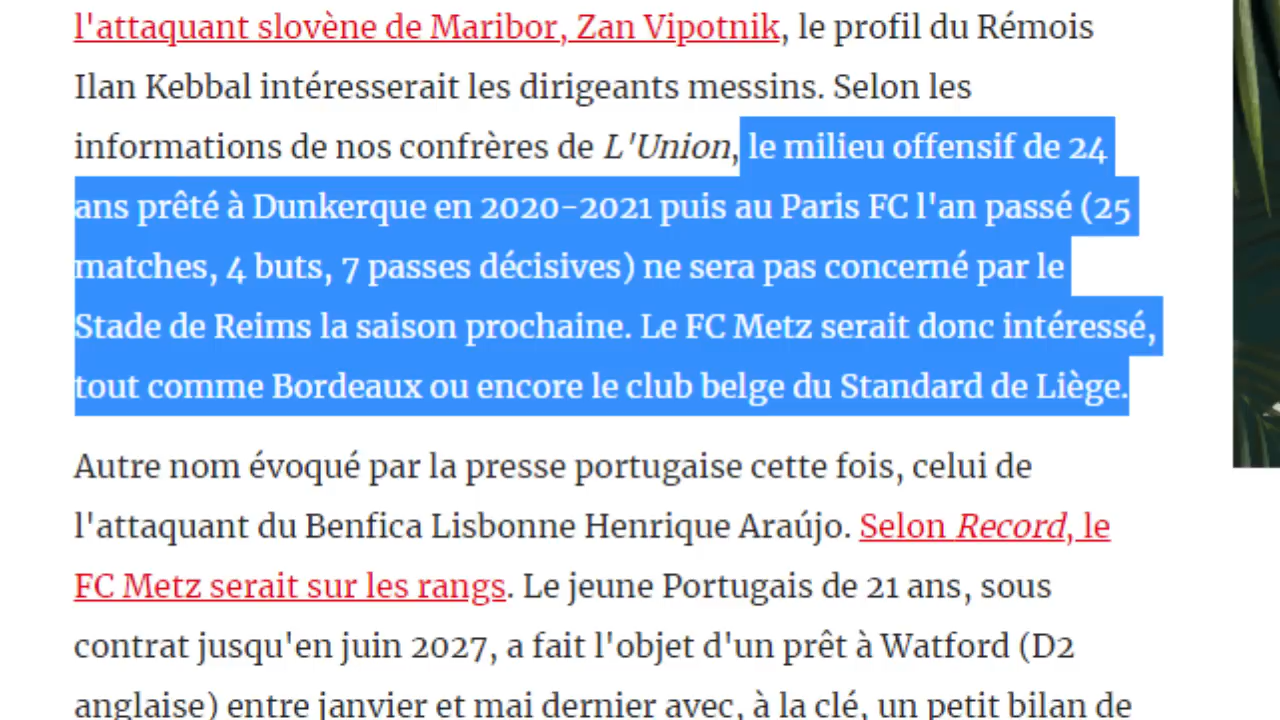 l'attaquant slovène de Maribor, Zan Vipotnik, le profil du Rémois
Ilan Kebbal intéresserait les dirigeants messins. Selon les
informations de nos confrères de L'Union, le milieu offensif de 24
ans prêté à Dunkerque en 2020-2021 puis au Paris FC l'an passé (25
matches, 4 buts, 7 passes décisives) ne sera pas concerné par le
Stade de Reims la saison prochaine. Le FC Metz serait donc intéressé,
tout comme Bordeaux ou encore le club belge du Standard de Liège.
Autre nom évoqué par la presse portugaise cette fois, celui de
l'attaquant du Benfica Lisbonne Henrique Araújo. Selon Record, le
FC Metz serait sur les rangs. Le jeune Portugais de 21 ans, sous
contrat jusqu'en juin 2027, a fait l'objet d'un prêt à Watford (D2
anglaise) entre janvier et mai dernier avec, à la clé, un petit bilan de